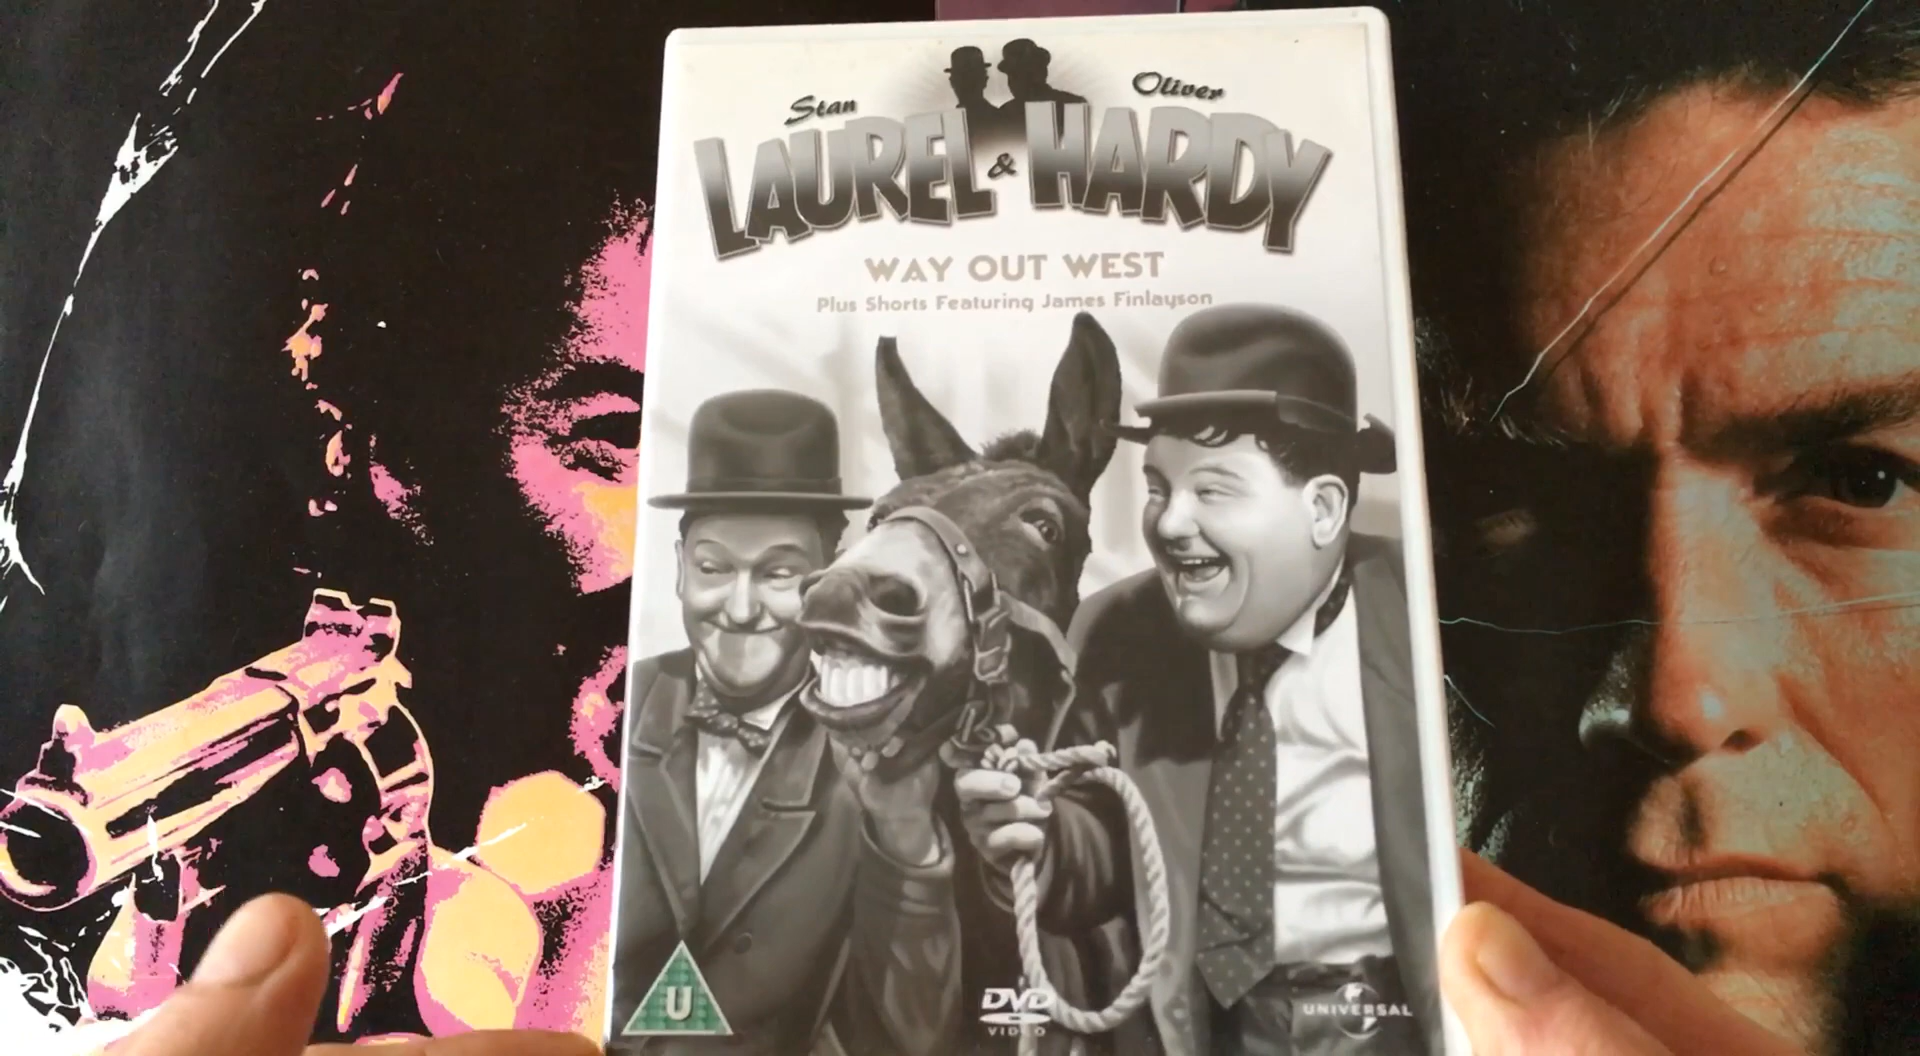 Stan Oliver
LAUREL & HARDY
WAY OUT WEST
Plus Shorts Featuring James Finlayson
U
DVD
VIDEO
UNIVERSAL